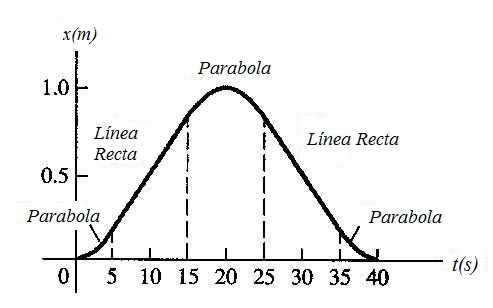 x(m)
Parabola
1.0
Línea
Recta
Línea Recta
0.5
Parabola
Parabola
0 5 10 15 20 25 30 35 40 t(s)